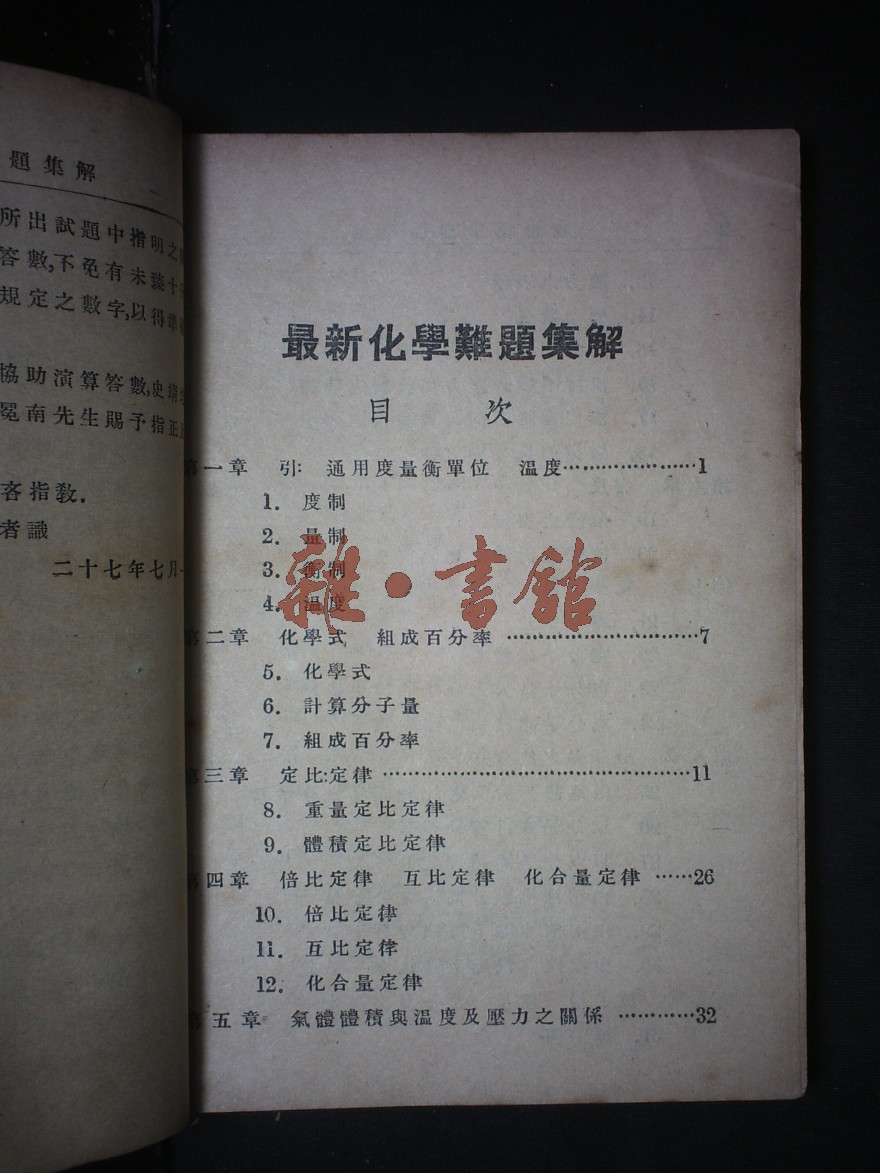 題集解 一
所出試題中指明之
答數,不免有未臻十
規定之數字,以得準
協助演算答數,史
冕南先生賜予指正
吝指教.
者識
二十七年七月
最新化學難題集解
目 次
第一章 引: 通用度量衡單位 溫度……………………1
1. 度制
2. 量制
3. 衡制
4. 溫度
雜·書館
第二章 化學式 組成百分率……………………7
5. 化學式
6. 計算分子量
7. 組成百分率
第三章 定比:定律……………………11
8. 重量定比定律
9. 體積定比定律
第四章 倍比定律 互比定律 化合量定律……26
10. 倍比定律
11. 互比定律
12. 化合量定律
第五章 氣體體積與溫度及壓力之關係…………32